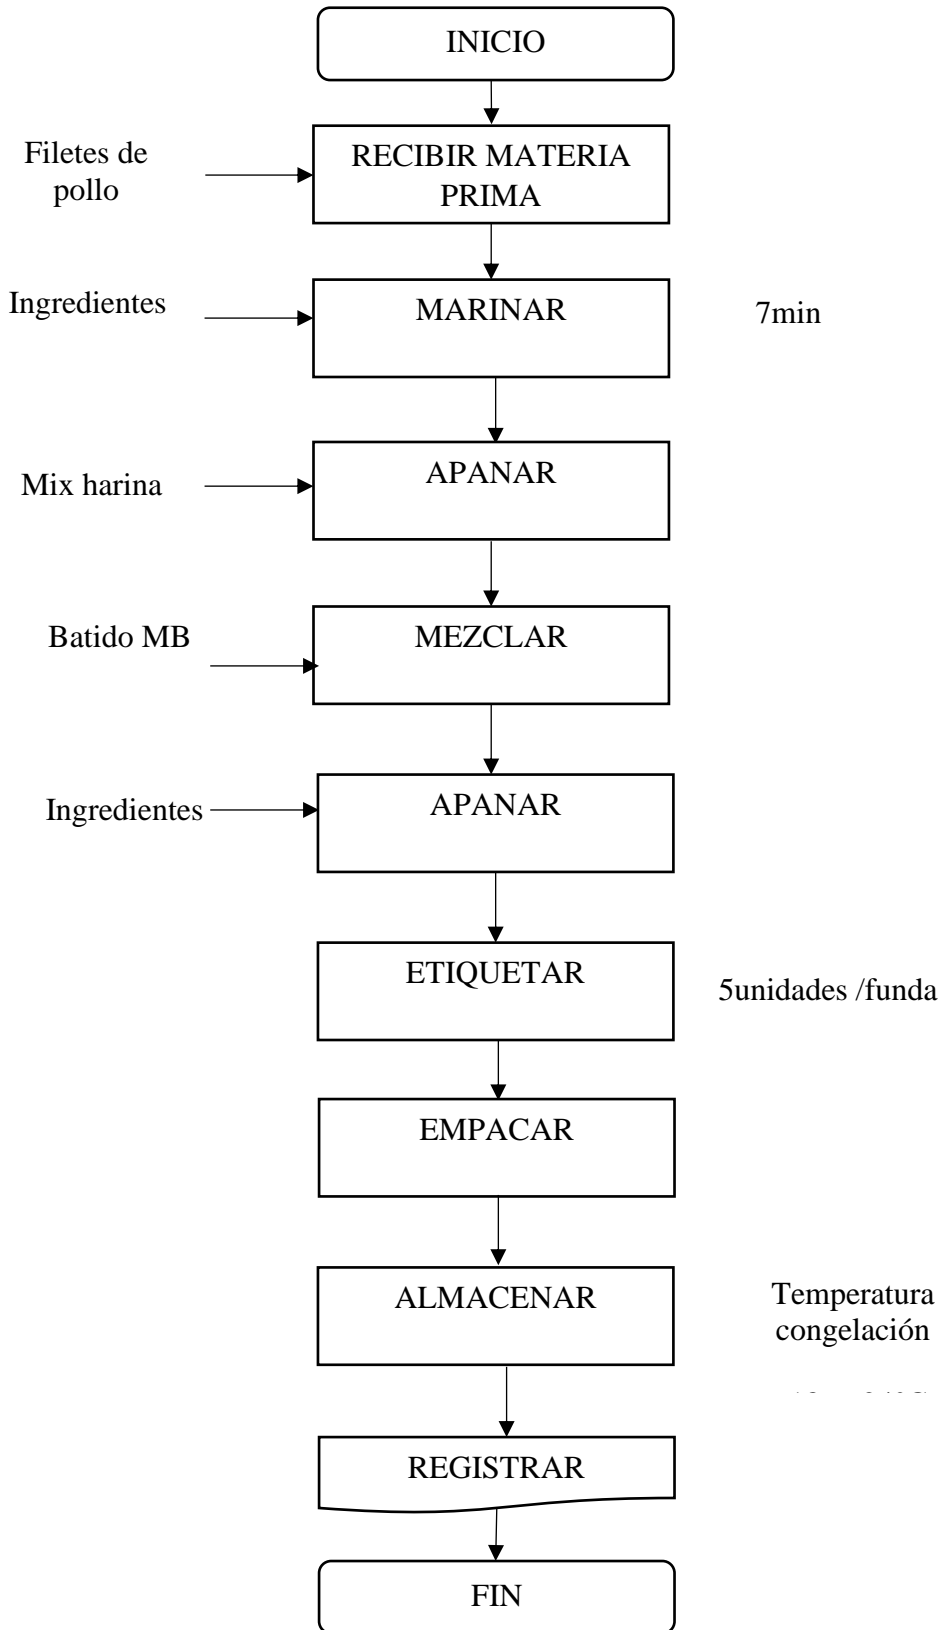 INICIO
Filetes de
pollo
RECIBIR MATERIA
PRIMA
Ingredientes
MARINAR
7min
Mix harina
APANAR
Batido MB
MEZCLAR
Ingredientes
APANAR
ETIQUETAR
5unidades /funda
EMPACAR
ALMACENAR
Temperatura
congelación
REGISTRAR
FIN